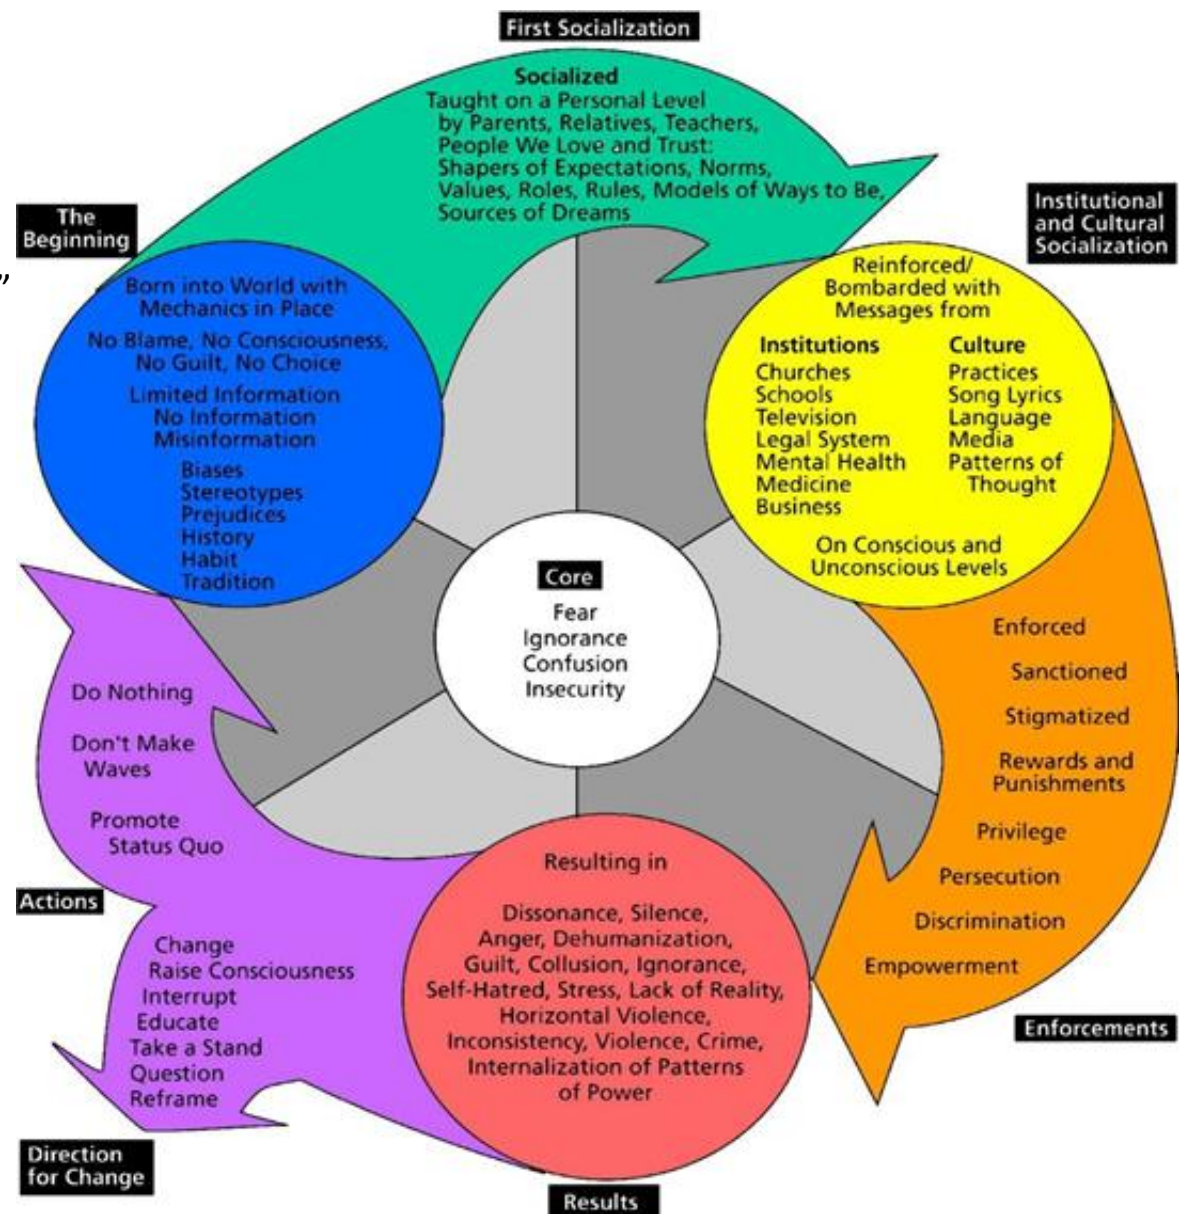 First Socialization
Socialized
Taught on a Personal Level
by Parents, Relatives, Teachers,
People We Love and Trust:
Shapers of Expectations, Norms,
Values, Roles, Rules, Models of Ways to Be,
Sources of Dreams
The
Beginning
”
Born into World with
Mechanics in Place
No Blame, No Consciousness,
No Guilt, No Choice
Limited Information
No Information
Misinformation
Biases
Stereotypes
Prejudices
History
Habit
Tradition
Institutional
and Cultural
Socialization
Reinforced/
Bombarded with
Messages from
Institutions
Churches
Schools
Television
Legal System
Mental Health
Medicine
Business
Culture
Practices
Song Lyrics
Language
Media
Patterns of
Thought
On Conscious and
Unconscious Levels
Core
Fear
Ignorance
Confusion
Insecurity
Enforced
Sanctioned
Stigmatized
Rewards and
Punishments
Privilege
Persecution
Discrimination
Empowerment
Enforcements
Resulting in
Dissonance, Silence,
Anger, Dehumanization,
Guilt, Collusion, Ignorance,
Self-Hatred, Stress, Lack of Reality,
Horizontal Violence,
Inconsistency, Violence, Crime,
Internalization of Patterns
of Power
Results
Do Nothing
Don't Make
Waves
Promote
Status Quo
Actions
Change
Raise Consciousness
Interrupt
Educate
Take a Stand
Question
Reframe
Direction
for Change